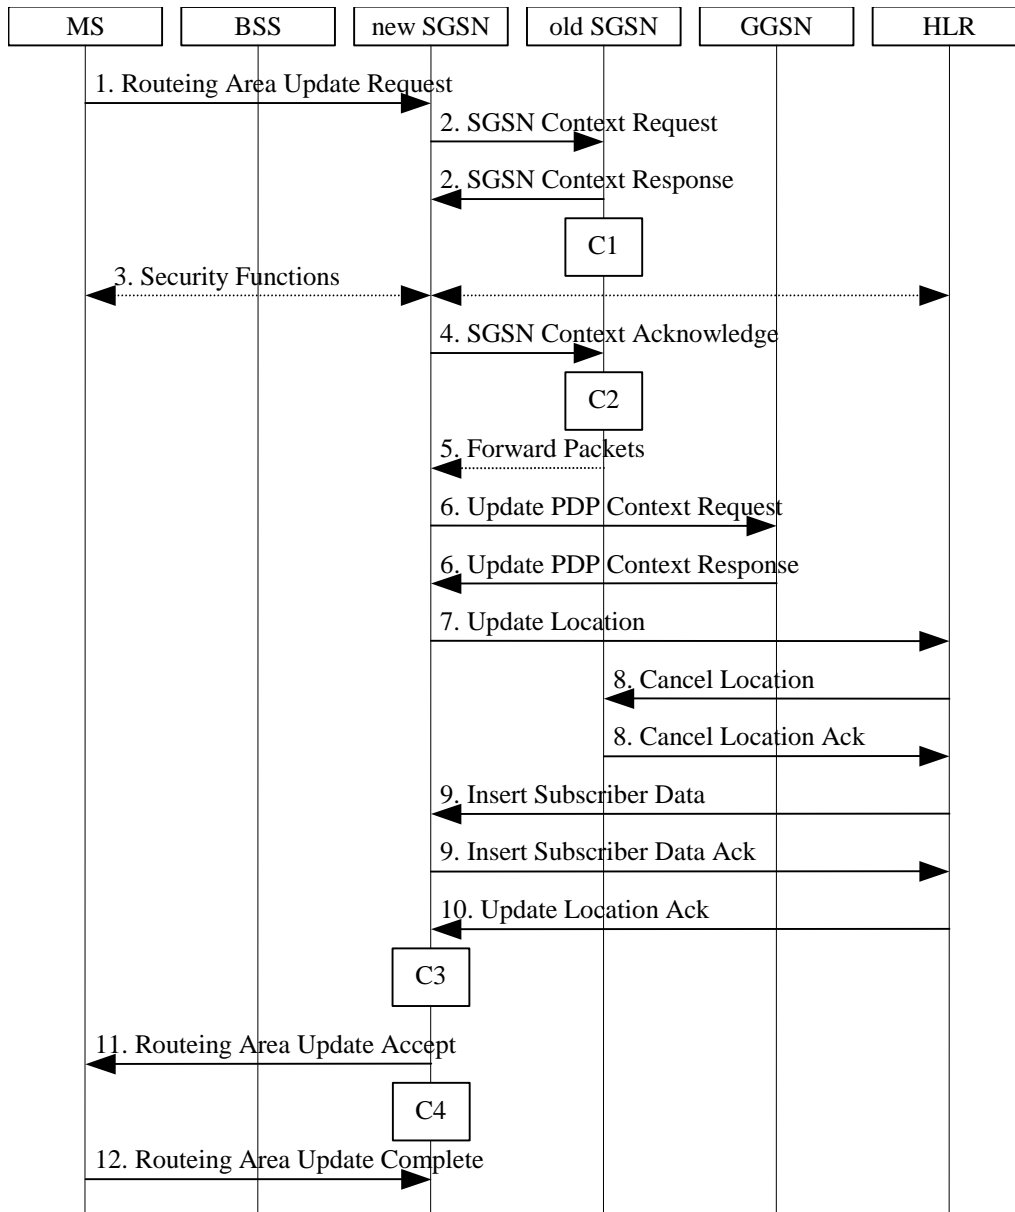 MS BSS new SGSN old SGSN GGSN HLR
1. Routeing Area Update Request
2. SGSN Context Request
2. SGSN Context Response
C1
3. Security Functions
4. SGSN Context Acknowledge
C2
5. Forward Packets
6. Update PDP Context Request
6. Update PDP Context Response
7. Update Location
8. Cancel Location
8. Cancel Location Ack
9. Insert Subscriber Data
9. Insert Subscriber Data Ack
10. Update Location Ack
C3
11. Routeing Area Update Accept
C4
12. Routeing Area Update Complete